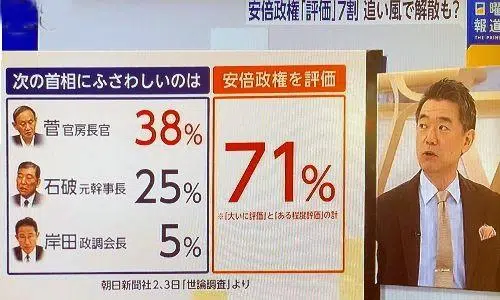 安倍政権「評価」7割 追い風で解散も?
曜
報道
THE PRIME
次の首相にふさわしいのは
菅 官房長官 38%
石破 元幹事長 25%
岸田 政調会長 5%
安倍政権を評価
71%
※「大いに評価」と「ある程度評価」の計
朝日新聞社2、3日「世論調査」より